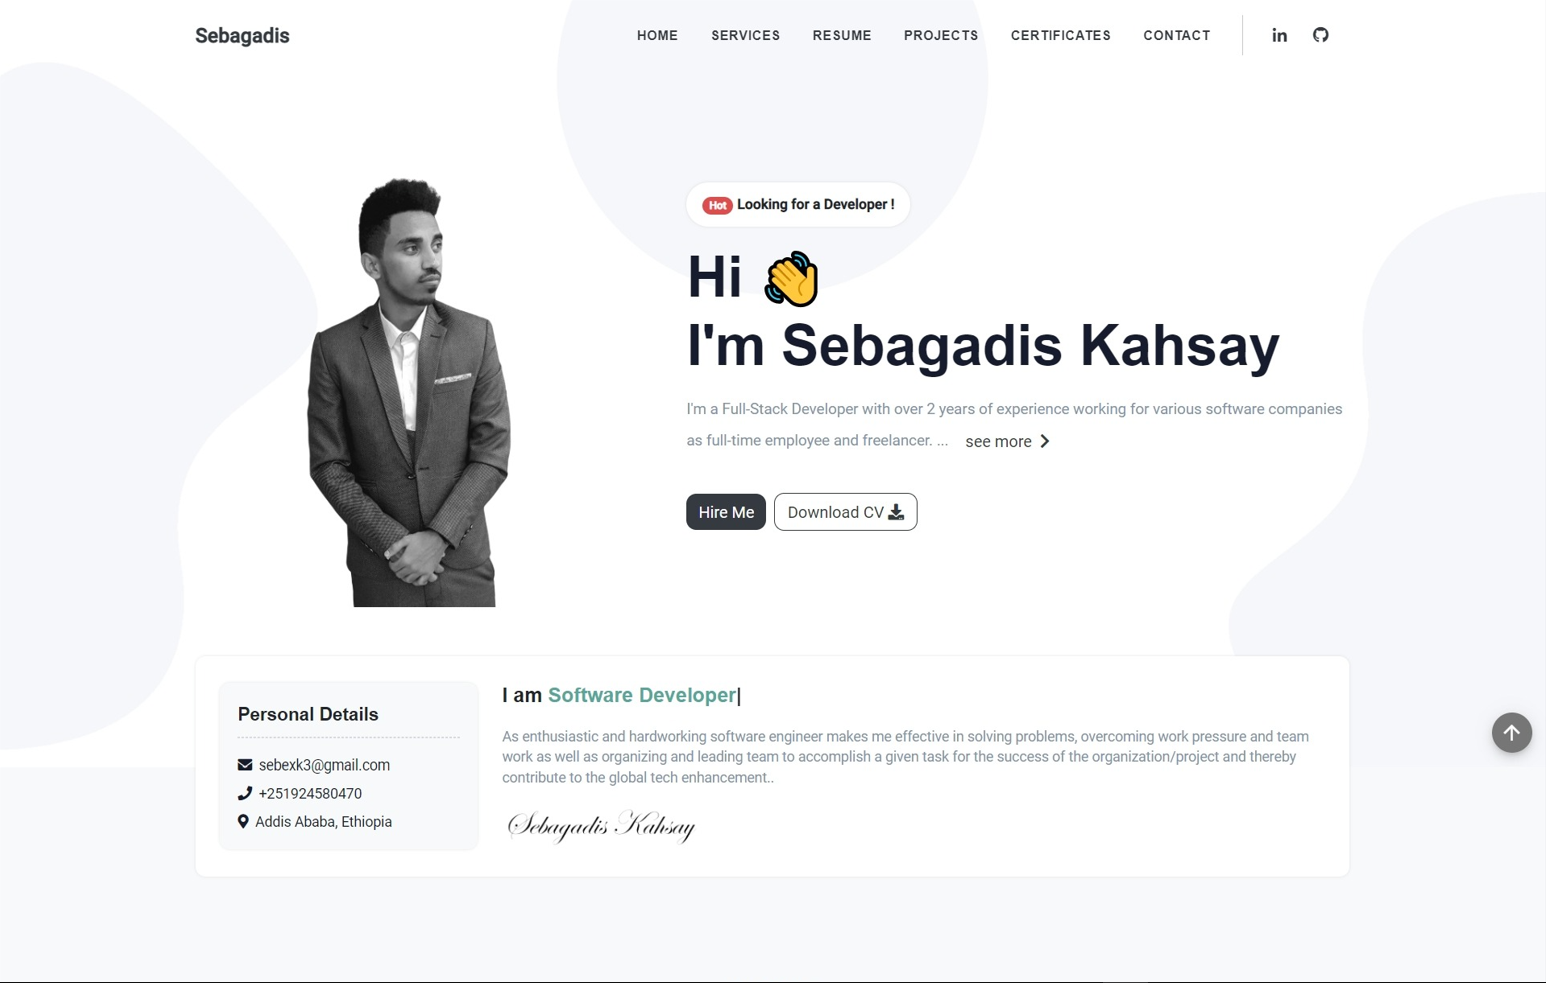 Sebagadis
HOME SERVICES RESUME PROJECTS CERTIFICATES CONTACT
Hot Looking for a Developer !
Hi
I'm Sebagadis Kahsay
I'm a Full-Stack Developer with over 2 years of experience working for various software companies
as full-time employee and freelancer. ... see more
Hire Me Download CV
Personal Details
sebexk3@gmail.com
+251924580470
Addis Ababa, Ethiopia
I am Software Developer|
As enthusiastic and hardworking software engineer makes me effective in solving problems, overcoming work pressure and team
work as well as organizing and leading team to accomplish a given task for the success of the organization/project and thereby
contribute to the global tech enhancement..
Sebagadis Kahsay